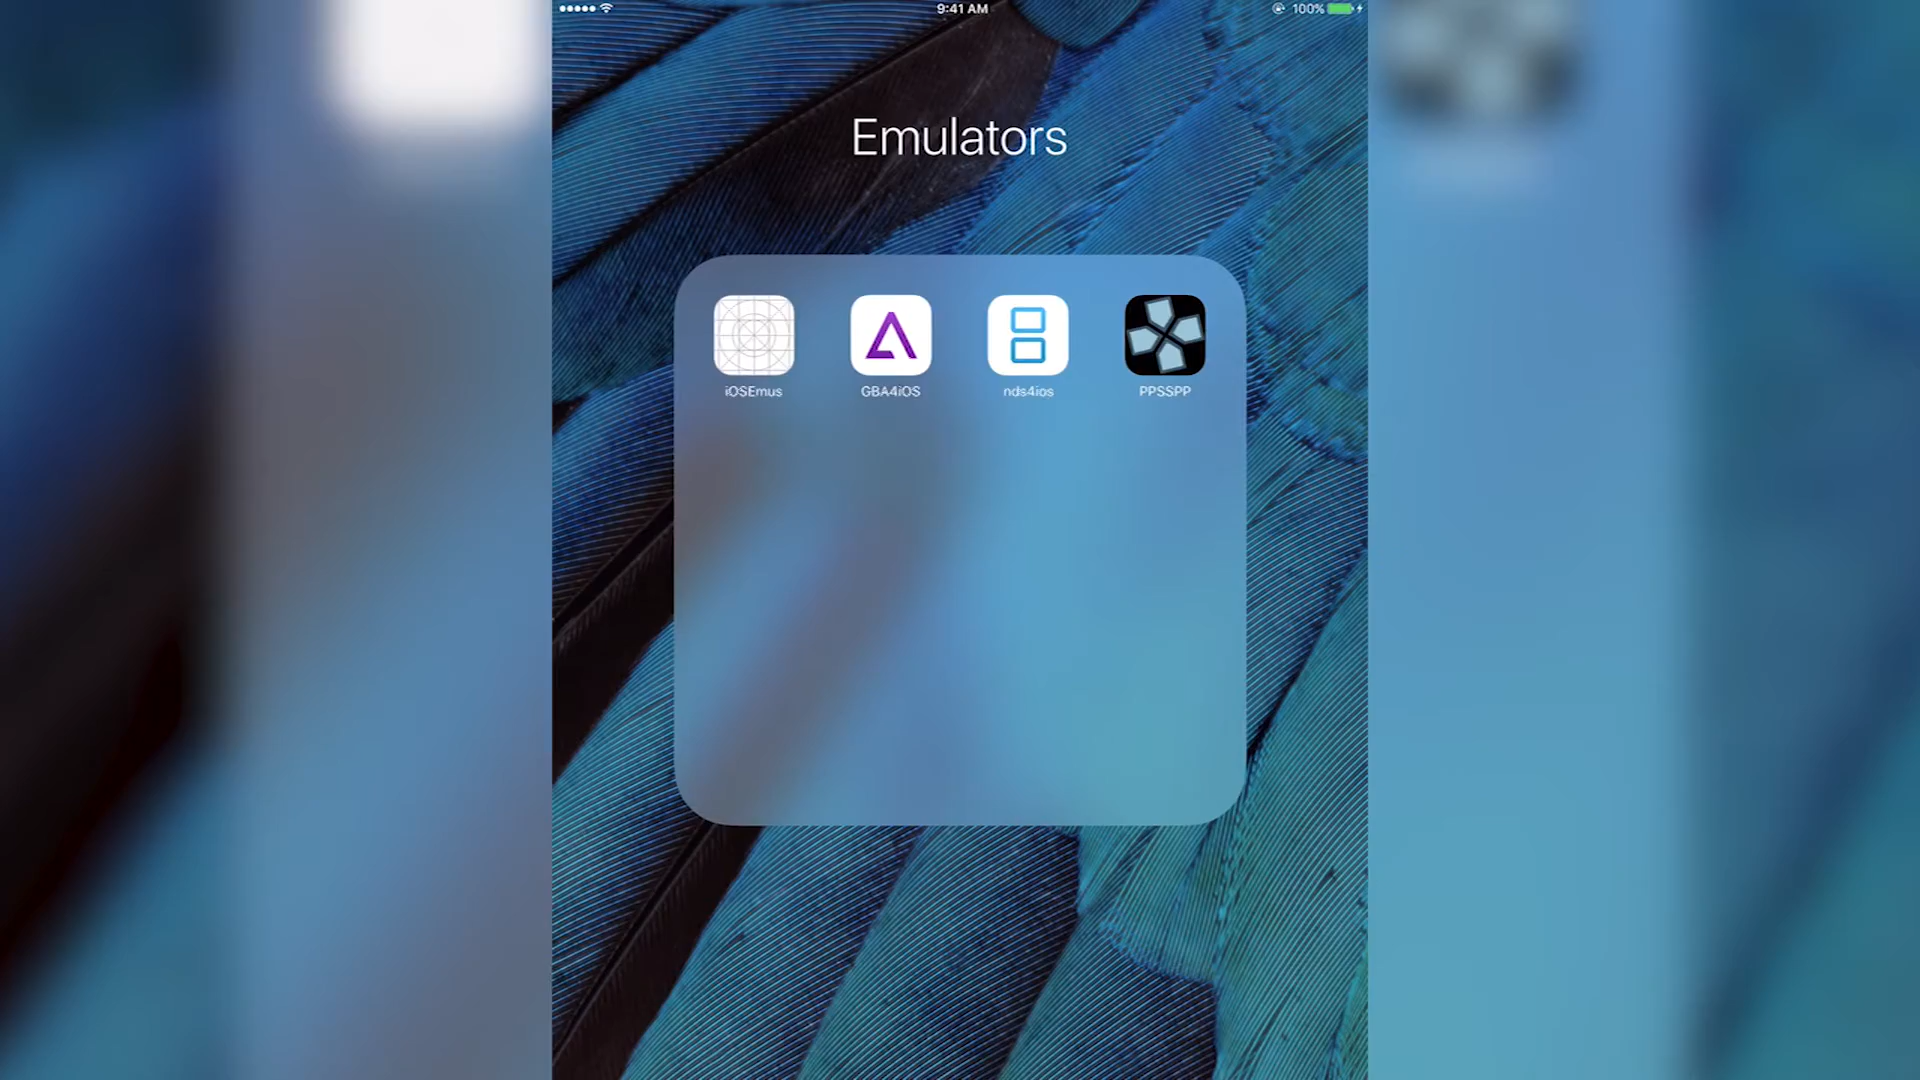 9:41 AM
100%
Emulators
iOSEmus
GBA4iOS
nds4ios
PPSSPP